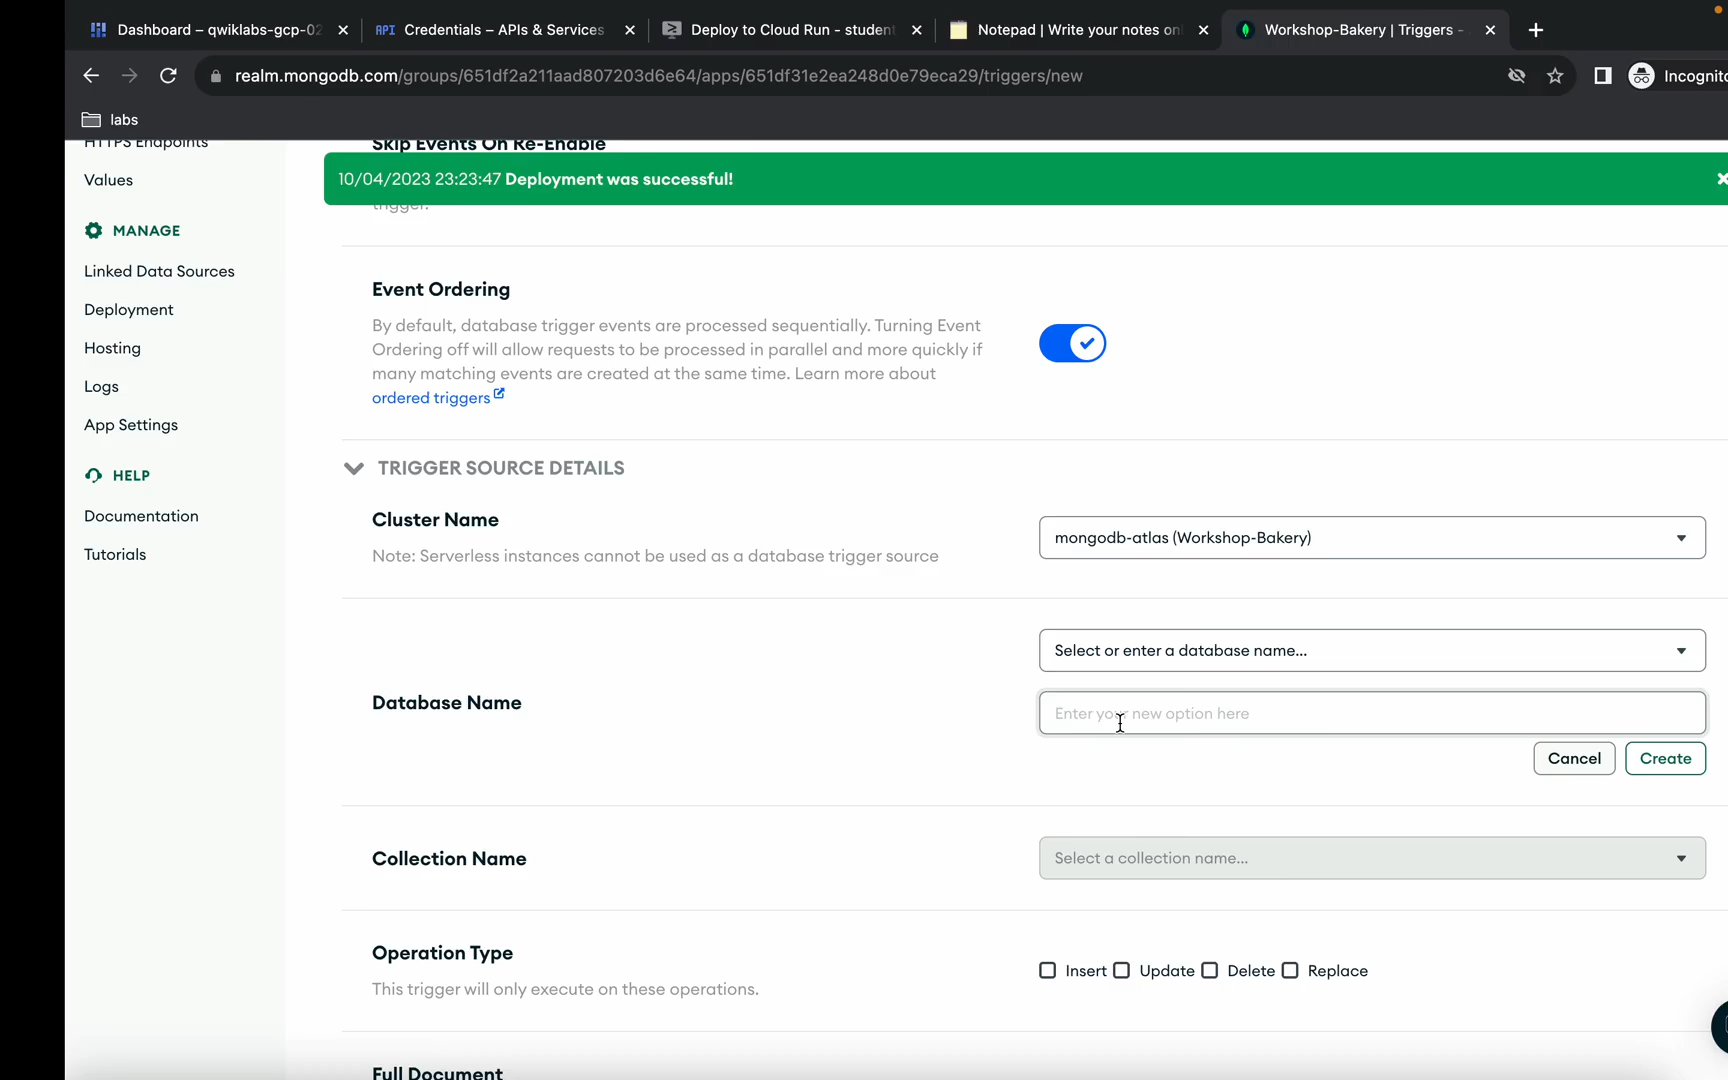 Dashboard – qwiklabs-gcp-02
Credentials – APIs & Services
Deploy to Cloud Run - student
Notepad | Write your notes onl
Workshop-Bakery | Triggers -
realm.mongodb.com/groups/651df2a211aad807203d6e64/apps/651df31e2ea248d0e79eca29/triggers/new
Incognito
labs
HTTPS Endpoints
Values
MANAGE
Linked Data Sources
Deployment
Hosting
Logs
App Settings
HELP
Documentation
Tutorials
Skip Events On Re-Enable
10/04/2023 23:23:47 Deployment was successful!
trigger.
Event Ordering
By default, database trigger events are processed sequentially. Turning Event
Ordering off will allow requests to be processed in parallel and more quickly if
many matching events are created at the same time. Learn more about
ordered triggers
TRIGGER SOURCE DETAILS
Cluster Name
Note: Serverless instances cannot be used as a database trigger source
mongodb-atlas (Workshop-Bakery)
Select or enter a database name...
Database Name
Enter your new option here
Cancel
Create
Collection Name
Select a collection name...
Operation Type
This trigger will only execute on these operations.
Insert Update Delete Replace
Full Document